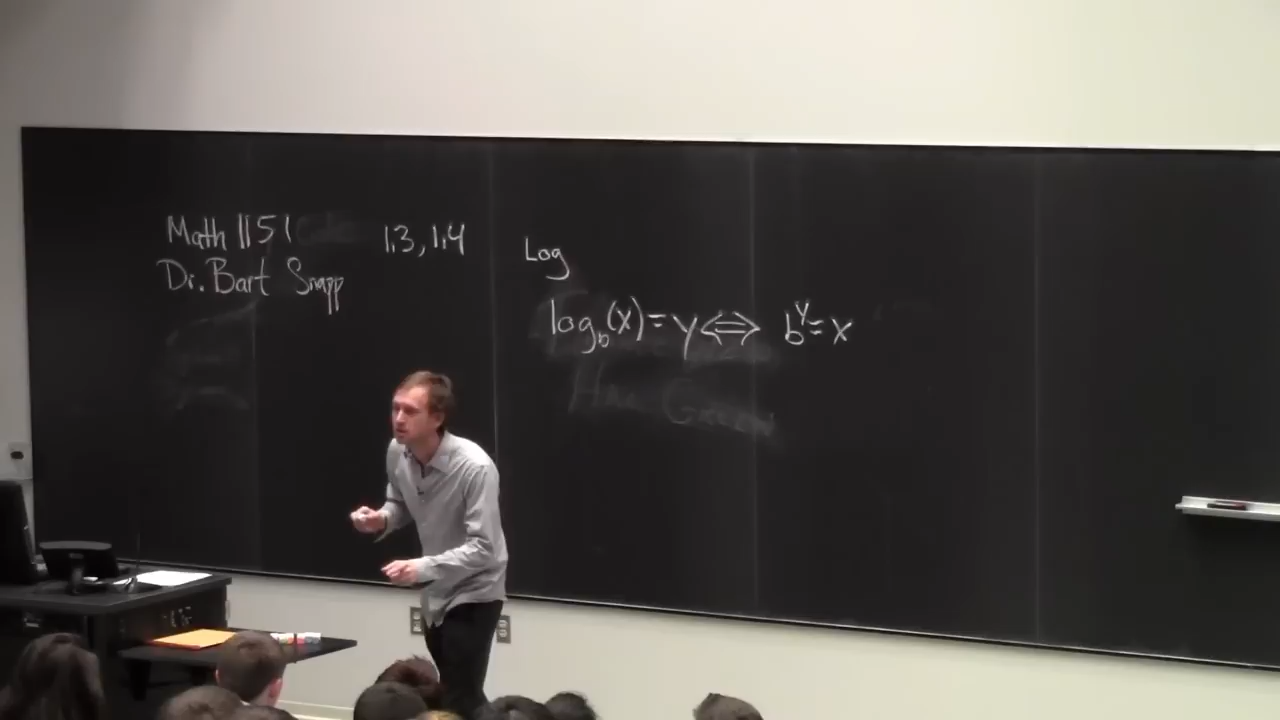 Math 1151
1.3, 1.4
Dr. Bart Snapp
Log
log_b(x)=y⇔ b^y=x